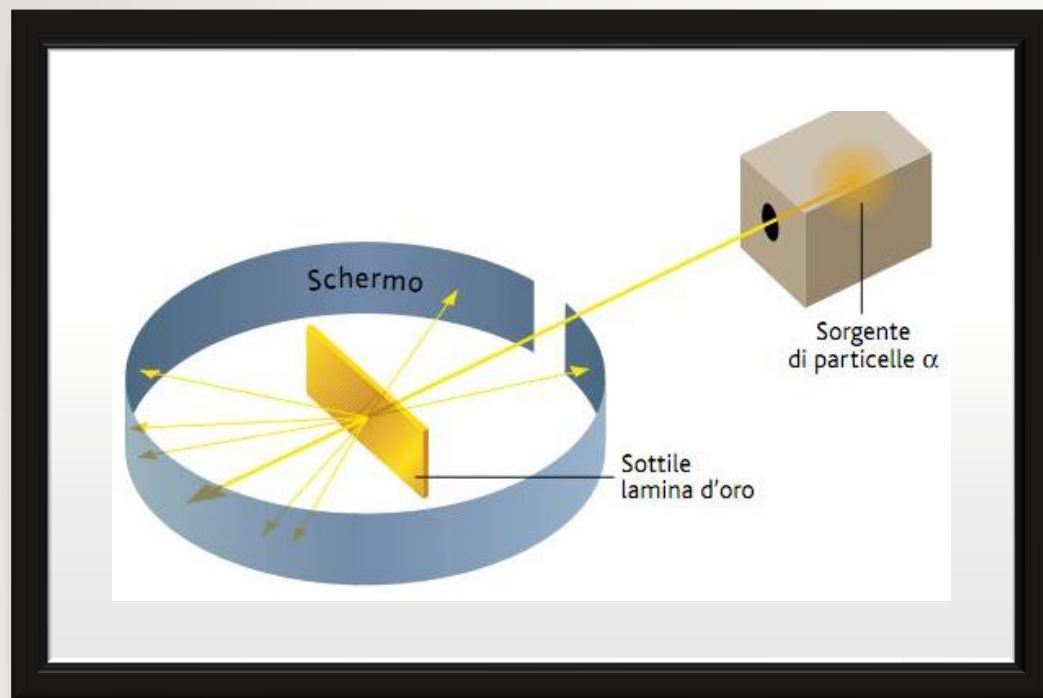 Schermo
Sorgente
di particelle α
Sottile
lamina d'oro